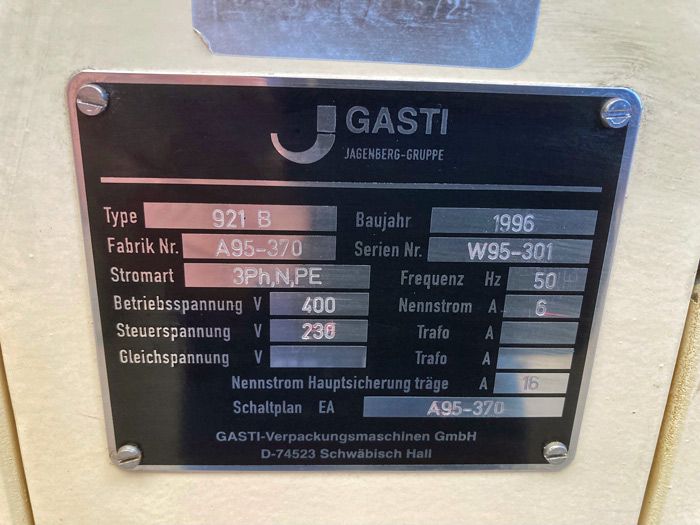 GASTI
JAGENBERG-GRUPPE
Type 921 B Baujahr 1996
Fabrik Nr. A95-370 Serien Nr. W95-301
Stromart 3Ph,N,PE Frequenz Hz 50
Betriebsspannung V 400 Nennstrom A 6
Steuerspannung V 230 Trafo A
Gleichspannung V Trafo A
Nennstrom Hauptsicherung träge A 16
Schaltplan EA A95-370
GASTI-Verpackungsmaschinen GmbH
D-74523 Schwäbisch Hall